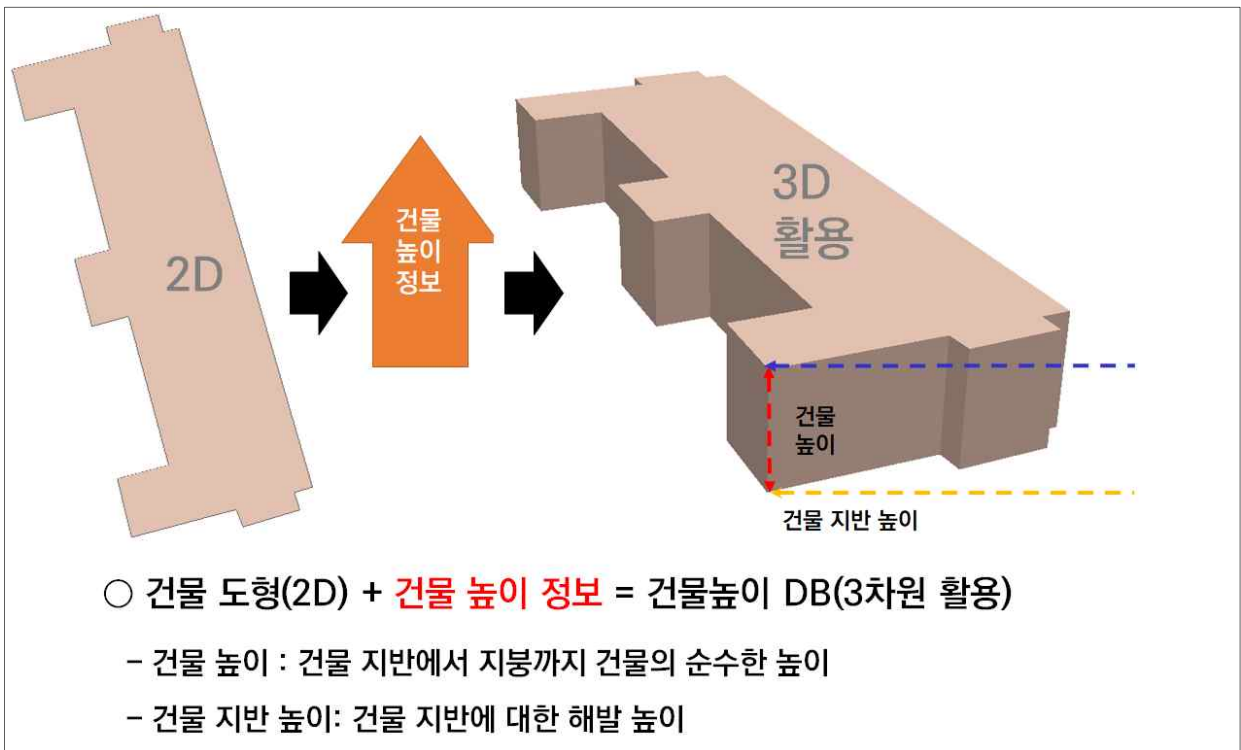 2D
건물
높이
정보
3D
활용
건물
높이
건물 지반 높이
○ 건물 도형(2D) + 건물 높이 정보 = 건물높이 DB(3차원 활용)
- 건물 높이 : 건물 지반에서 지붕까지 건물의 순수한 높이
- 건물 지반 높이: 건물 지반에 대한 해발 높이